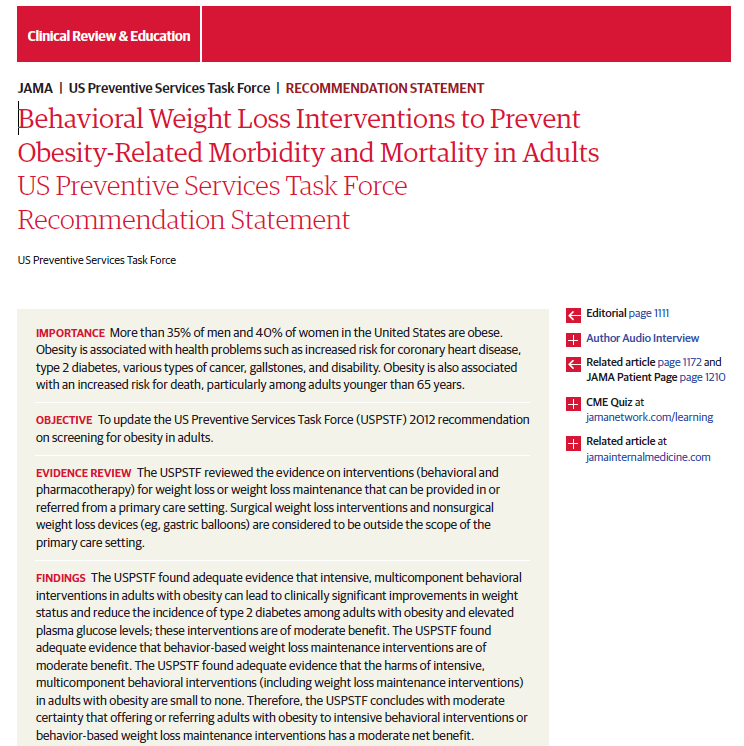 Clinical Review & Education
JAMA | US Preventive Services Task Force | RECOMMENDATION STATEMENT
Behavioral Weight Loss Interventions to Prevent
Obesity-Related Morbidity and Mortality in Adults
US Preventive Services Task Force
Recommendation Statement
US Preventive Services Task Force
IMPORTANCE More than 35% of men and 40% of women in the United States are obese.
Obesity is associated with health problems such as increased risk for coronary heart disease,
type 2 diabetes, various types of cancer, gallstones, and disability. Obesity is also associated
with an increased risk for death, particularly among adults younger than 65 years.
OBJECTIVE To update the US Preventive Services Task Force (USPSTF) 2012 recommendation
on screening for obesity in adults.
EVIDENCE REVIEW The USPSTF reviewed the evidence on interventions (behavioral and
pharmacotherapy) for weight loss or weight loss maintenance that can be provided in or
referred from a primary care setting. Surgical weight loss interventions and nonsurgical
weight loss devices (eg, gastric balloons) are considered to be outside the scope of the
primary care setting.
FINDINGS The USPSTF found adequate evidence that intensive, multicomponent behavioral
interventions in adults with obesity can lead to clinically significant improvements in weight
status and reduce the incidence of type 2 diabetes among adults with obesity and elevated
plasma glucose levels; these interventions are of moderate benefit. The USPSTF found
adequate evidence that behavior-based weight loss maintenance interventions are of
moderate benefit. The USPSTF found adequate evidence that the harms of intensive,
multicomponent behavioral interventions (including weight loss maintenance interventions)
in adults with obesity are small to none. Therefore, the USPSTF concludes with moderate
certainty that offering or referring adults with obesity to intensive behavioral interventions or
behavior-based weight loss maintenance interventions has a moderate net benefit.
Editorial page 1111
Author Audio Interview
Related article page 1172 and
JAMA Patient Page page 1210
CME Quiz at
jamanetwork.com/learning
Related article at
jamainternalmedicine.com